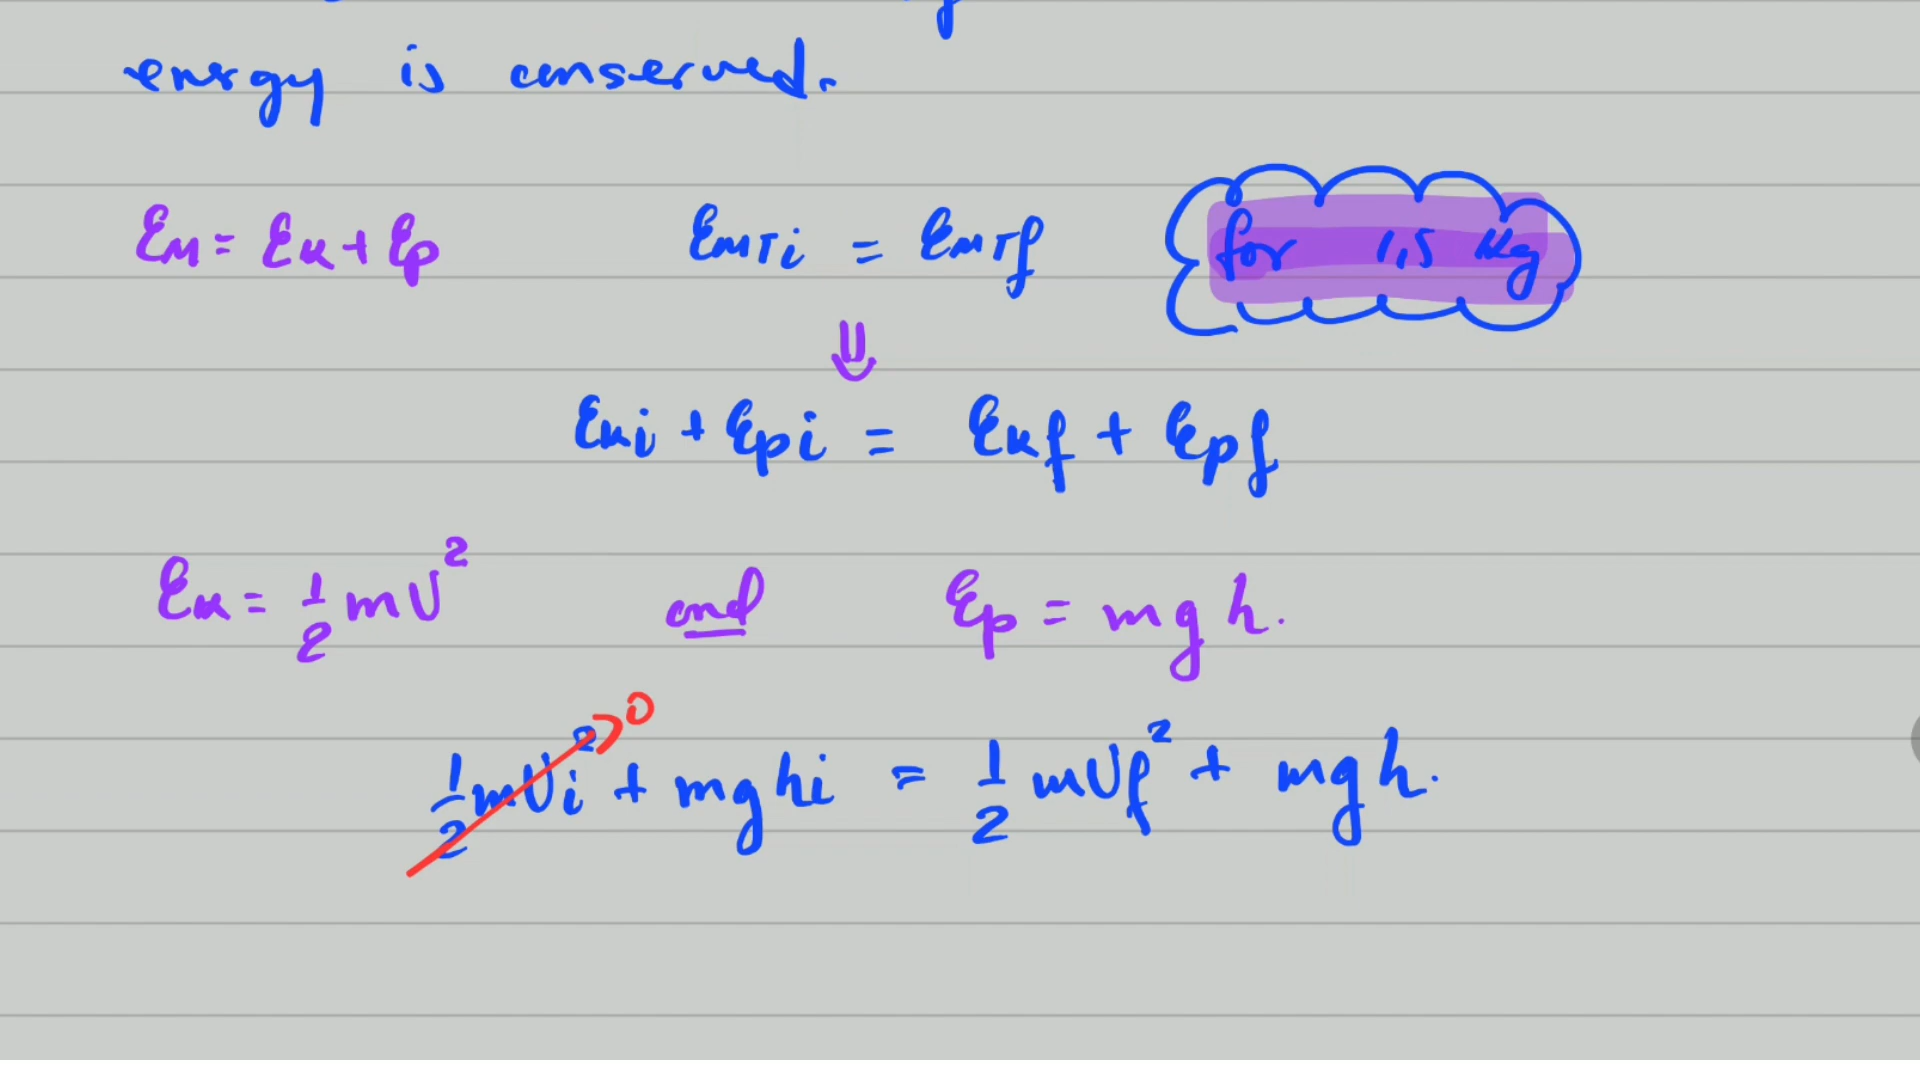 energy is conserved.
EM = EK + Ep EMTi = EMTf for 1,5 Kg
⇓
EKi + Epi = EKf + Epf
EK = 1/2 mV² and Ep = mgh.
1/2 mVi² → 0 + mghi = 1/2 mVf² + mgh.